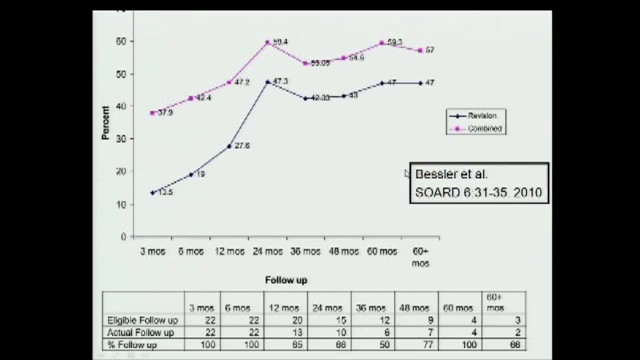 70
60
50
40
30
20
10
0
Percent
37.9
42.4
47.2
59.4
53.05
54.6
59.3
57
13.5
19
27.6
47.3
42.33
43
47
47
Revision
Combined
Bessler et al.
SOARD 6:31-35. 2010
3 mos 6 mos 12 mos 24 mos 36 mos 48 mos 60 mos 60+ mos
Follow up
3 mos 6 mos 12 mos 24 mos 36 mos 48 mos 60 mos 60+ mos
Eligible Follow up 22 22 20 15 12 9 4 3
Actual Follow up 22 22 13 10 6 7 4 2
% Follow up 100 100 65 66 50 77 100 66